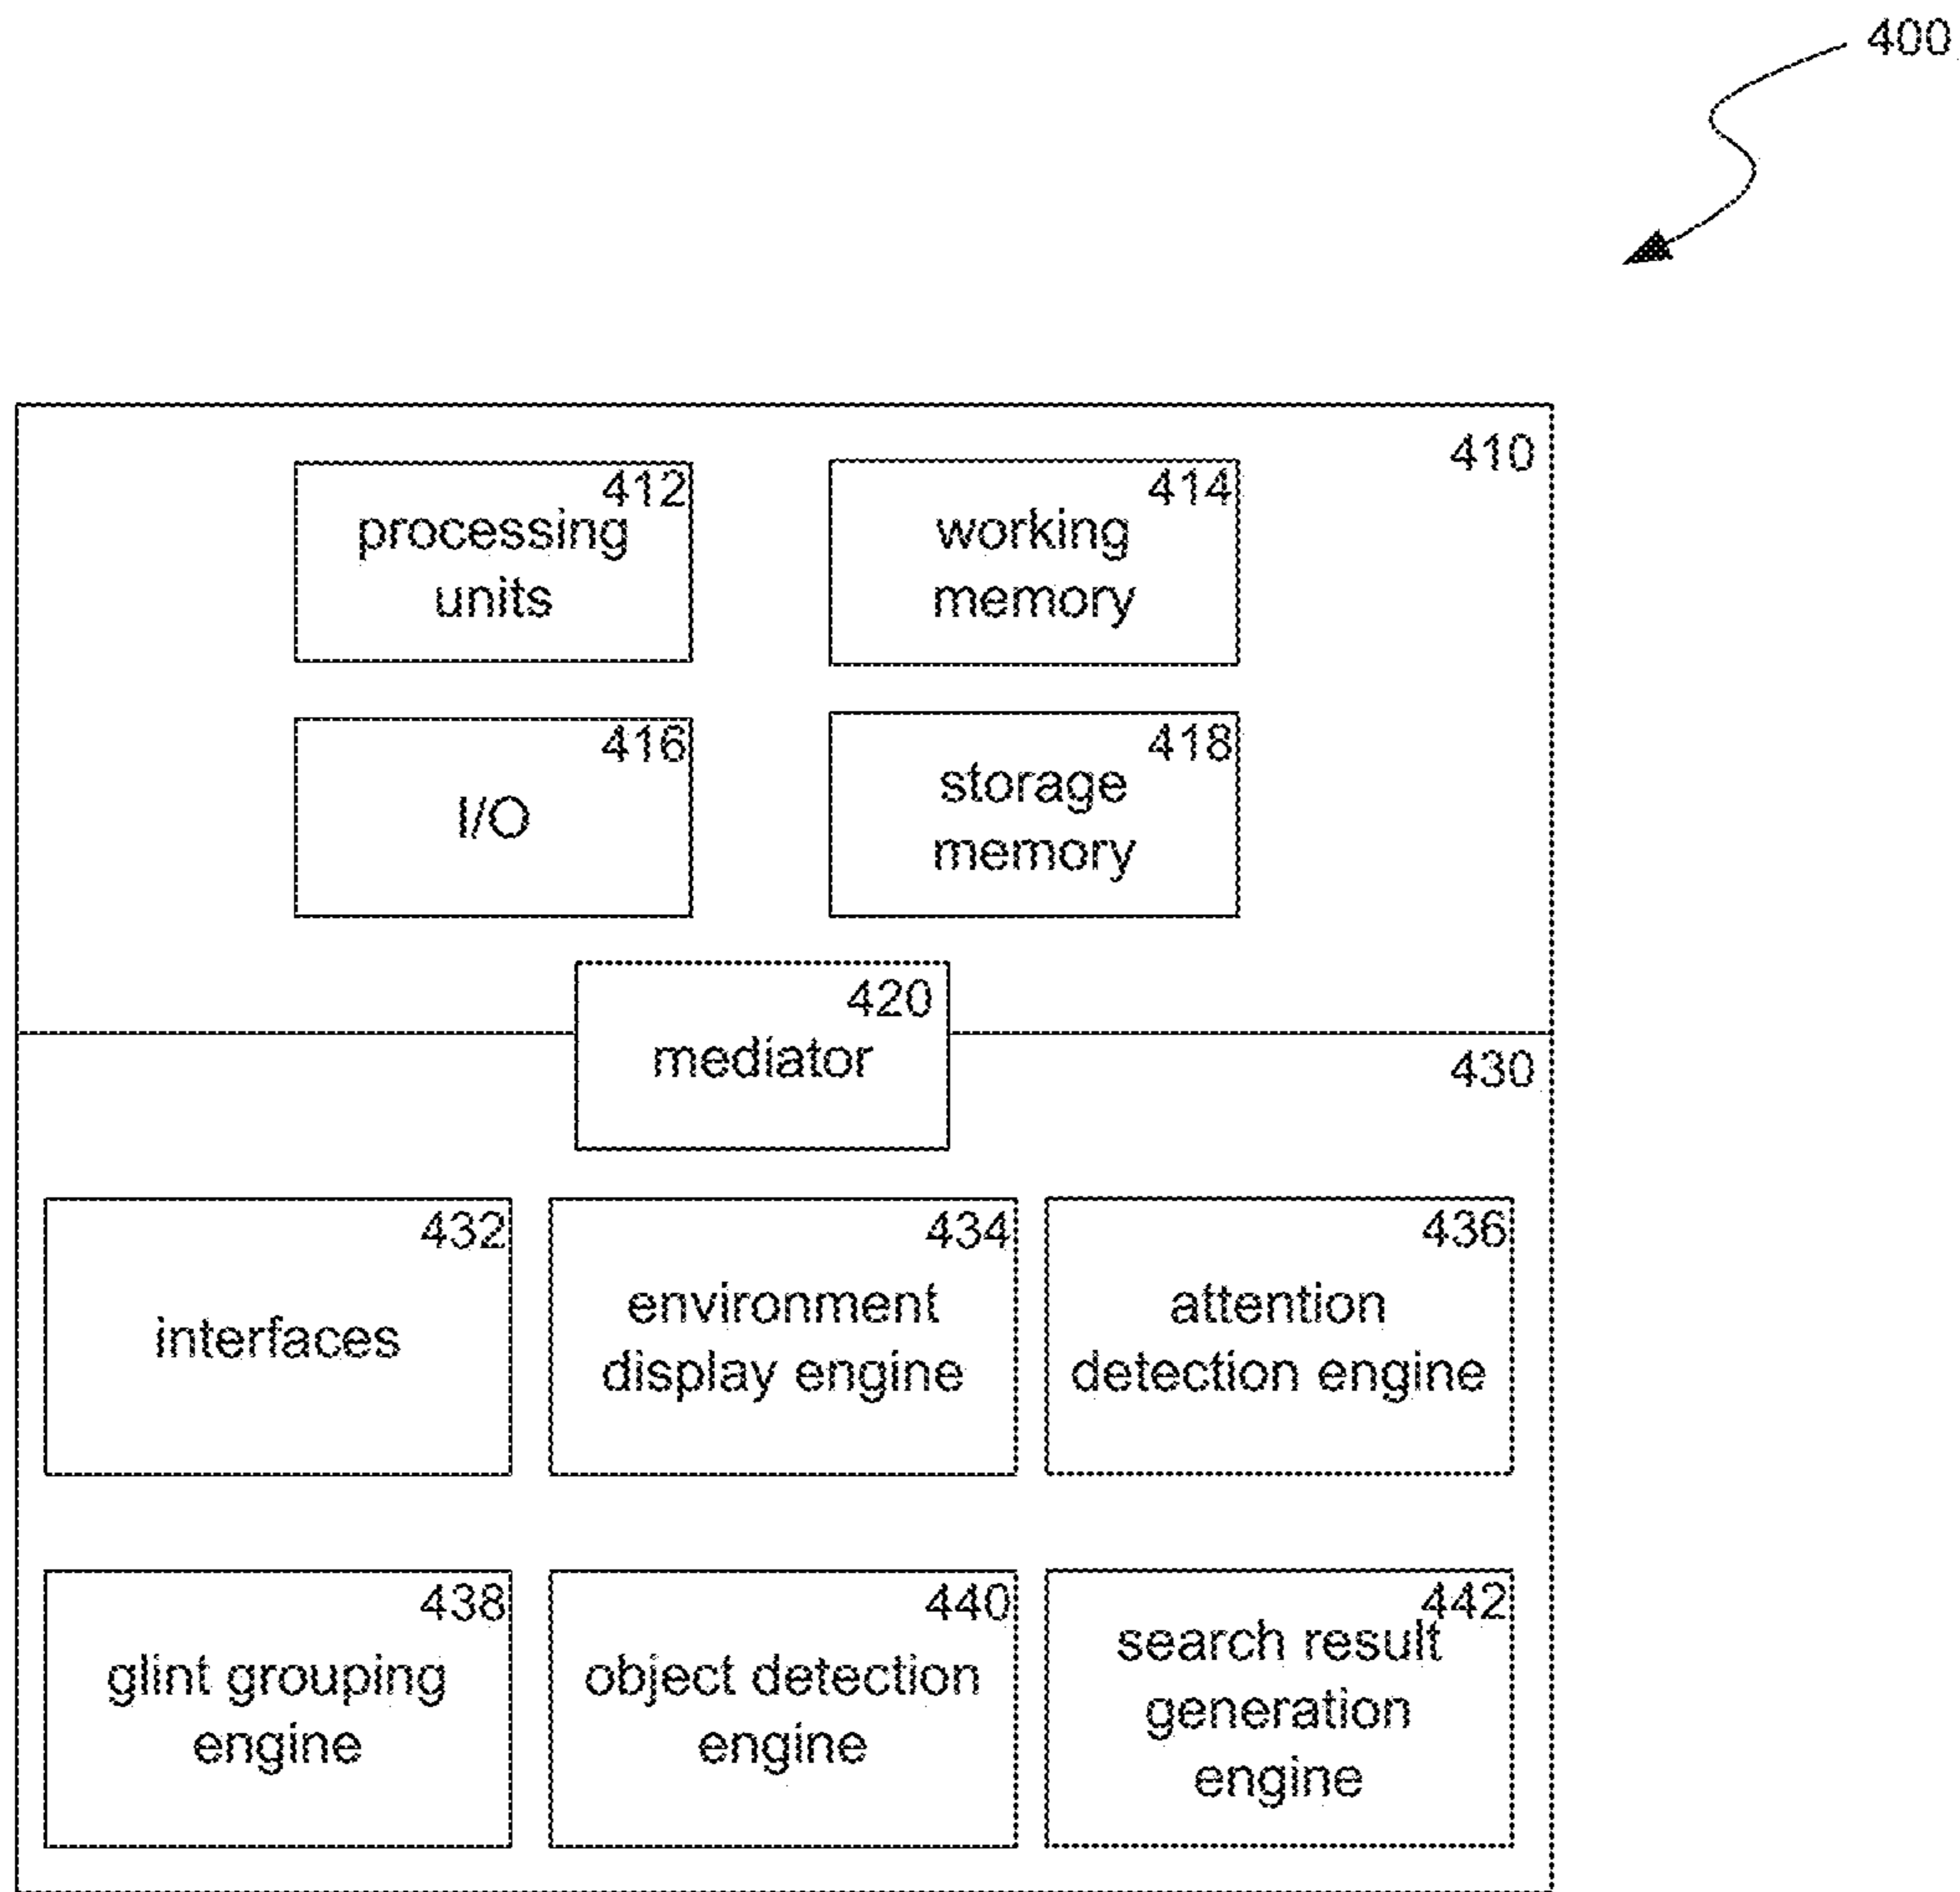 400
410
412
processing
units
414
working
memory
416
I/O
418
storage
memory
420
mediator
430
432
interfaces
434
environment
display engine
436
attention
detection engine
438
glint grouping
engine
440
object detection
engine
442
search result
generation
engine